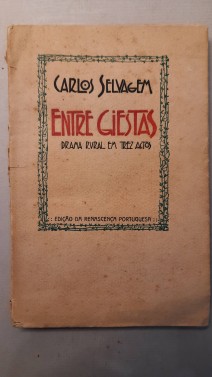 CARLOS SELVAGEM
ENTRE GIESTAS
DRAMA RURAL EM TREZ ACTOS
: EDIÇÃO DA RENASCENÇA PORTUGUESA :